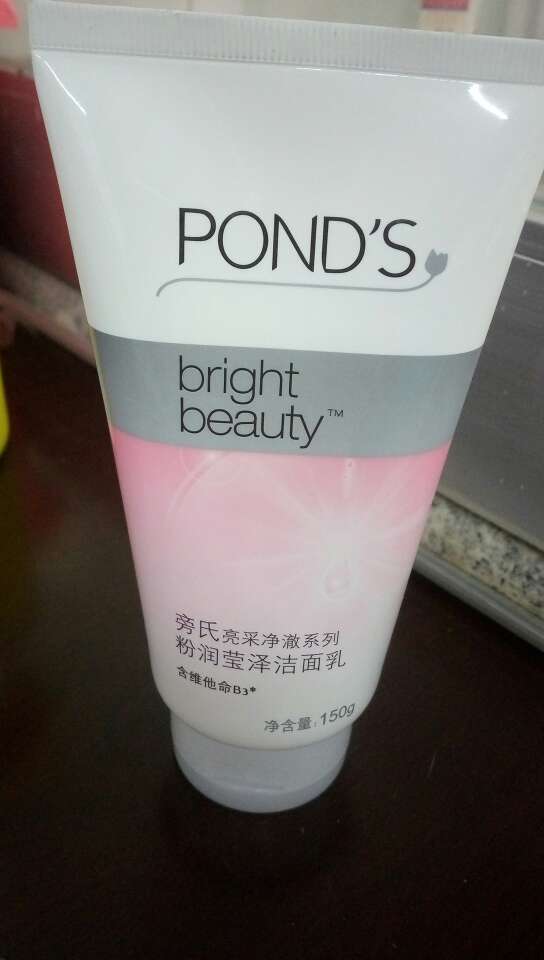 POND'S
bright
beauty™
旁氏亮采净澈系列
粉润莹泽洁面乳
含维他命B3*
净含量:150g